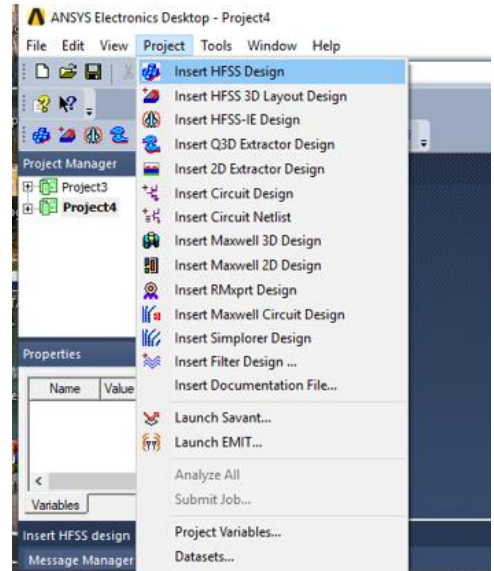 ANSYS Electronics Desktop - Project4
File Edit View Project Tools Window Help
Insert HFSS Design
Insert HFSS 3D Layout Design
Insert HFSS-IE Design
Insert Q3D Extractor Design
Insert 2D Extractor Design
Insert Circuit Design
Insert Circuit Netlist
Insert Maxwell 3D Design
Insert Maxwell 2D Design
Insert RMxprt Design
Insert Maxwell Circuit Design
Insert Simplorer Design
Insert Filter Design ...
Insert Documentation File...
Launch Savant...
Launch EMIT...
Analyze All
Submit Job...
Project Variables...
Datasets...
Project Manager
Project3
Project4
Properties
Name Value
Variables
Insert HFSS design
Message Manager